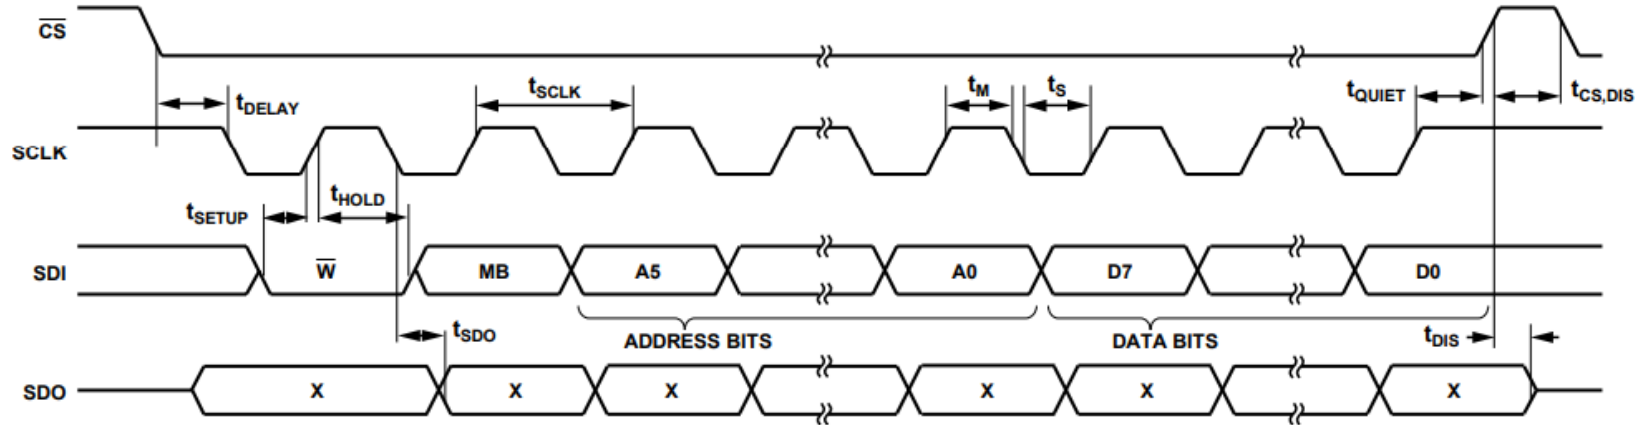 CS
tDELAY
tSCLK
tM
tS
tQUIET
tCS,DIS
SCLK
tSETUP
tHOLD
SDI
W
MB
A5
A0
D7
D0
tSDO
ADDRESS BITS
DATA BITS
tDIS
SDO
X
X
X
X
X
X